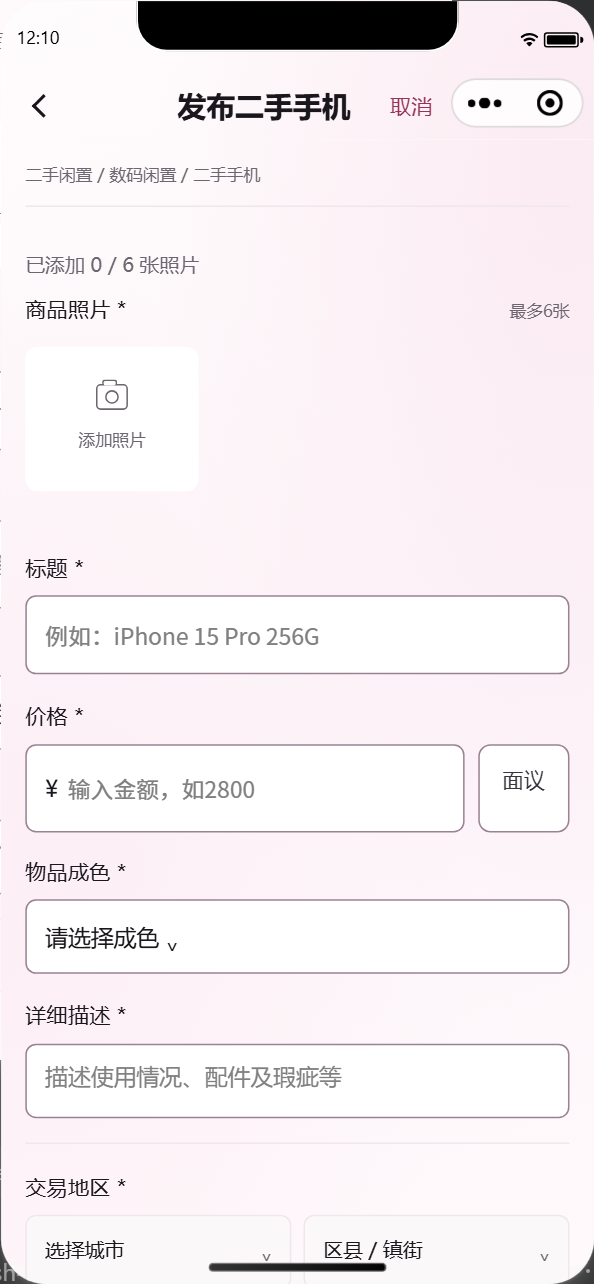 12:10
发布二手手机 取消
二手闲置 / 数码闲置 / 二手手机
已添加 0 / 6 张照片
商品照片 * 最多6张
添加照片
标题 *
例如：iPhone 15 Pro 256G
价格 *
¥ 输入金额，如2800 面议
物品成色 *
请选择成色
详细描述 *
描述使用情况、配件及瑕疵等
交易地区 *
选择城市 区县 / 镇街